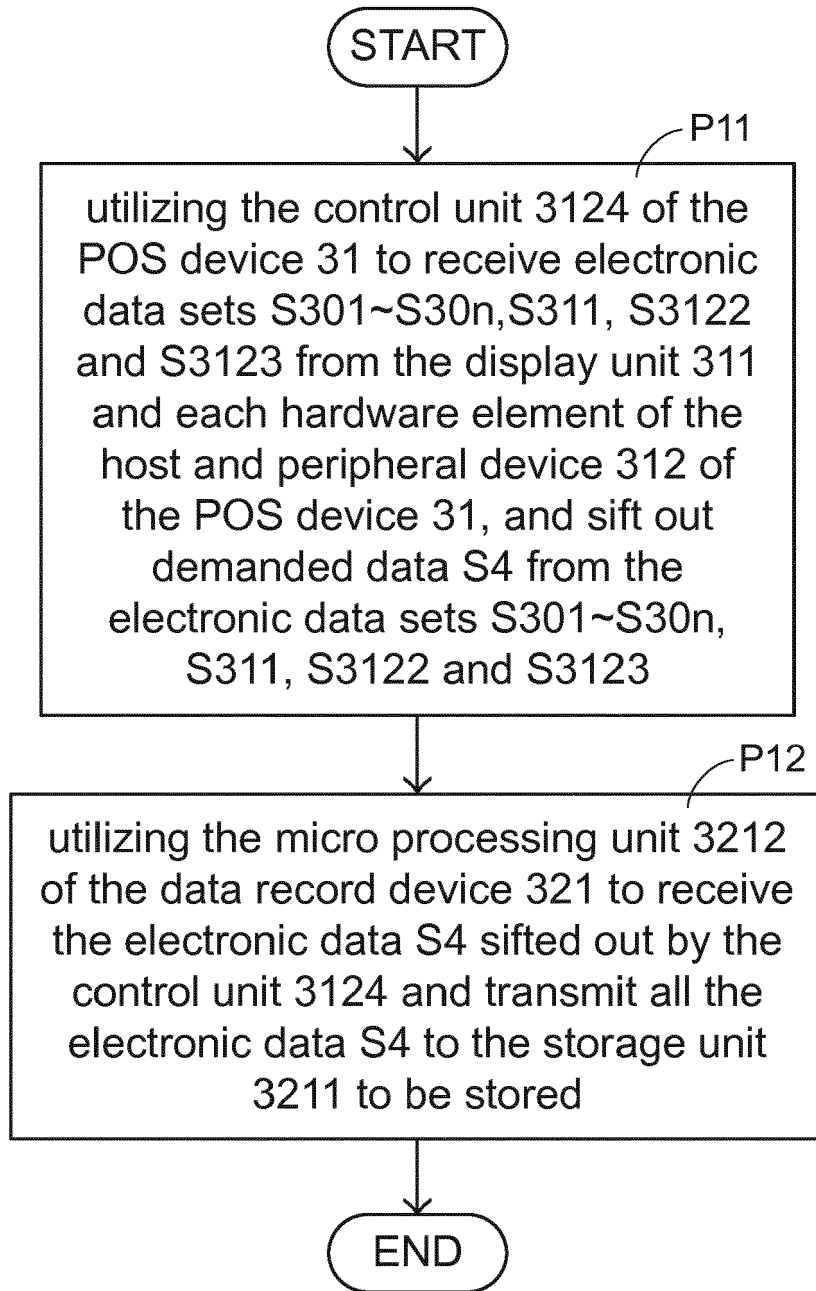 START
P11
utilizing the control unit 3124 of the
POS device 31 to receive electronic
data sets S301~S30n,S311, S3122
and S3123 from the display unit 311
and each hardware element of the
host and peripheral device 312 of
the POS device 31, and sift out
demanded data S4 from the
electronic data sets S301~S30n,
S311, S3122 and S3123
P12
utilizing the micro processing unit 3212
of the data record device 321 to receive
the electronic data S4 sifted out by the
control unit 3124 and transmit all the
electronic data S4 to the storage unit
3211 to be stored
END